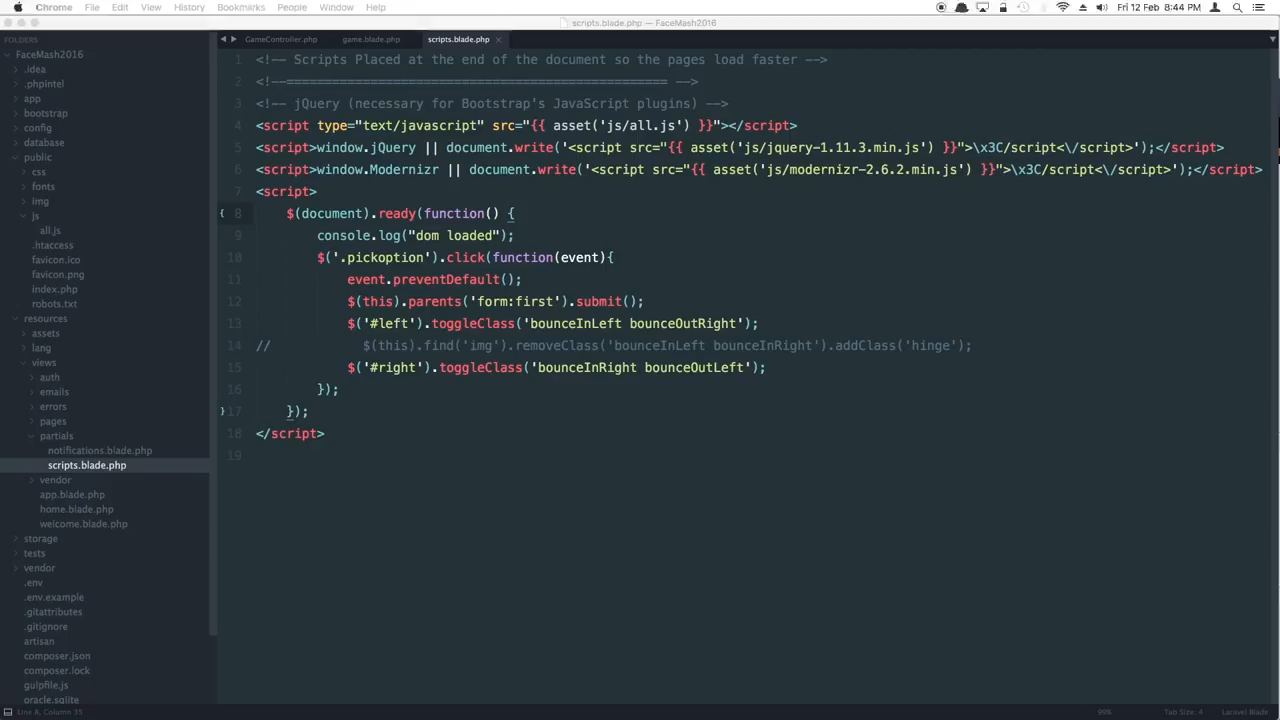 Chrome File Edit View History Bookmarks People Window Help Fri 12 Feb 8:44 PM
scripts.blade.php — FaceMash2016
FOLDERS
FaceMash2016
.idea
.phpintel
app
bootstrap
config
database
public
css
fonts
img
js
all.js
.htaccess
favicon.ico
favicon.png
index.php
robots.txt
resources
assets
lang
views
auth
emails
errors
pages
partials
notifications.blade.php
scripts.blade.php
vendor
app.blade.php
home.blade.php
welcome.blade.php
storage
tests
vendor
.env
.env.example
.gitattributes
.gitignore
artisan
composer.json
composer.lock
gulpfile.js
oracle.sqlite
GameController.php game.blade.php scripts.blade.php ×
1 <!-- Scripts Placed at the end of the document so the pages load faster -->
2 <!--================================================== -->
3 <!-- jQuery (necessary for Bootstrap's JavaScript plugins) -->
4 <script type="text/javascript" src="{{ asset('js/all.js') }}"></script>
5 <script>window.jQuery || document.write('<script src="{{ asset('js/jquery-1.11.3.min.js') }}">\x3C/script<\/script>');</script>
6 <script>window.Modernizr || document.write('<script src="{{ asset('js/modernizr-2.6.2.min.js') }}">\x3C/script<\/script>');</script>
7 <script>
8 $(document).ready(function() {
9 console.log("dom loaded");
10 $('.pickoption').click(function(event){
11 event.preventDefault();
12 $(this).parents('form:first').submit();
13 $('#left').toggleClass('bounceInLeft bounceOutRight');
14 // $(this).find('img').removeClass('bounceInLeft bounceInRight').addClass('hinge');
15 $('#right').toggleClass('bounceInRight bounceOutLeft');
16 });
17 });
18 </script>
19
Line 8, Column 35 99% Tab Size: 4 Laravel Blade